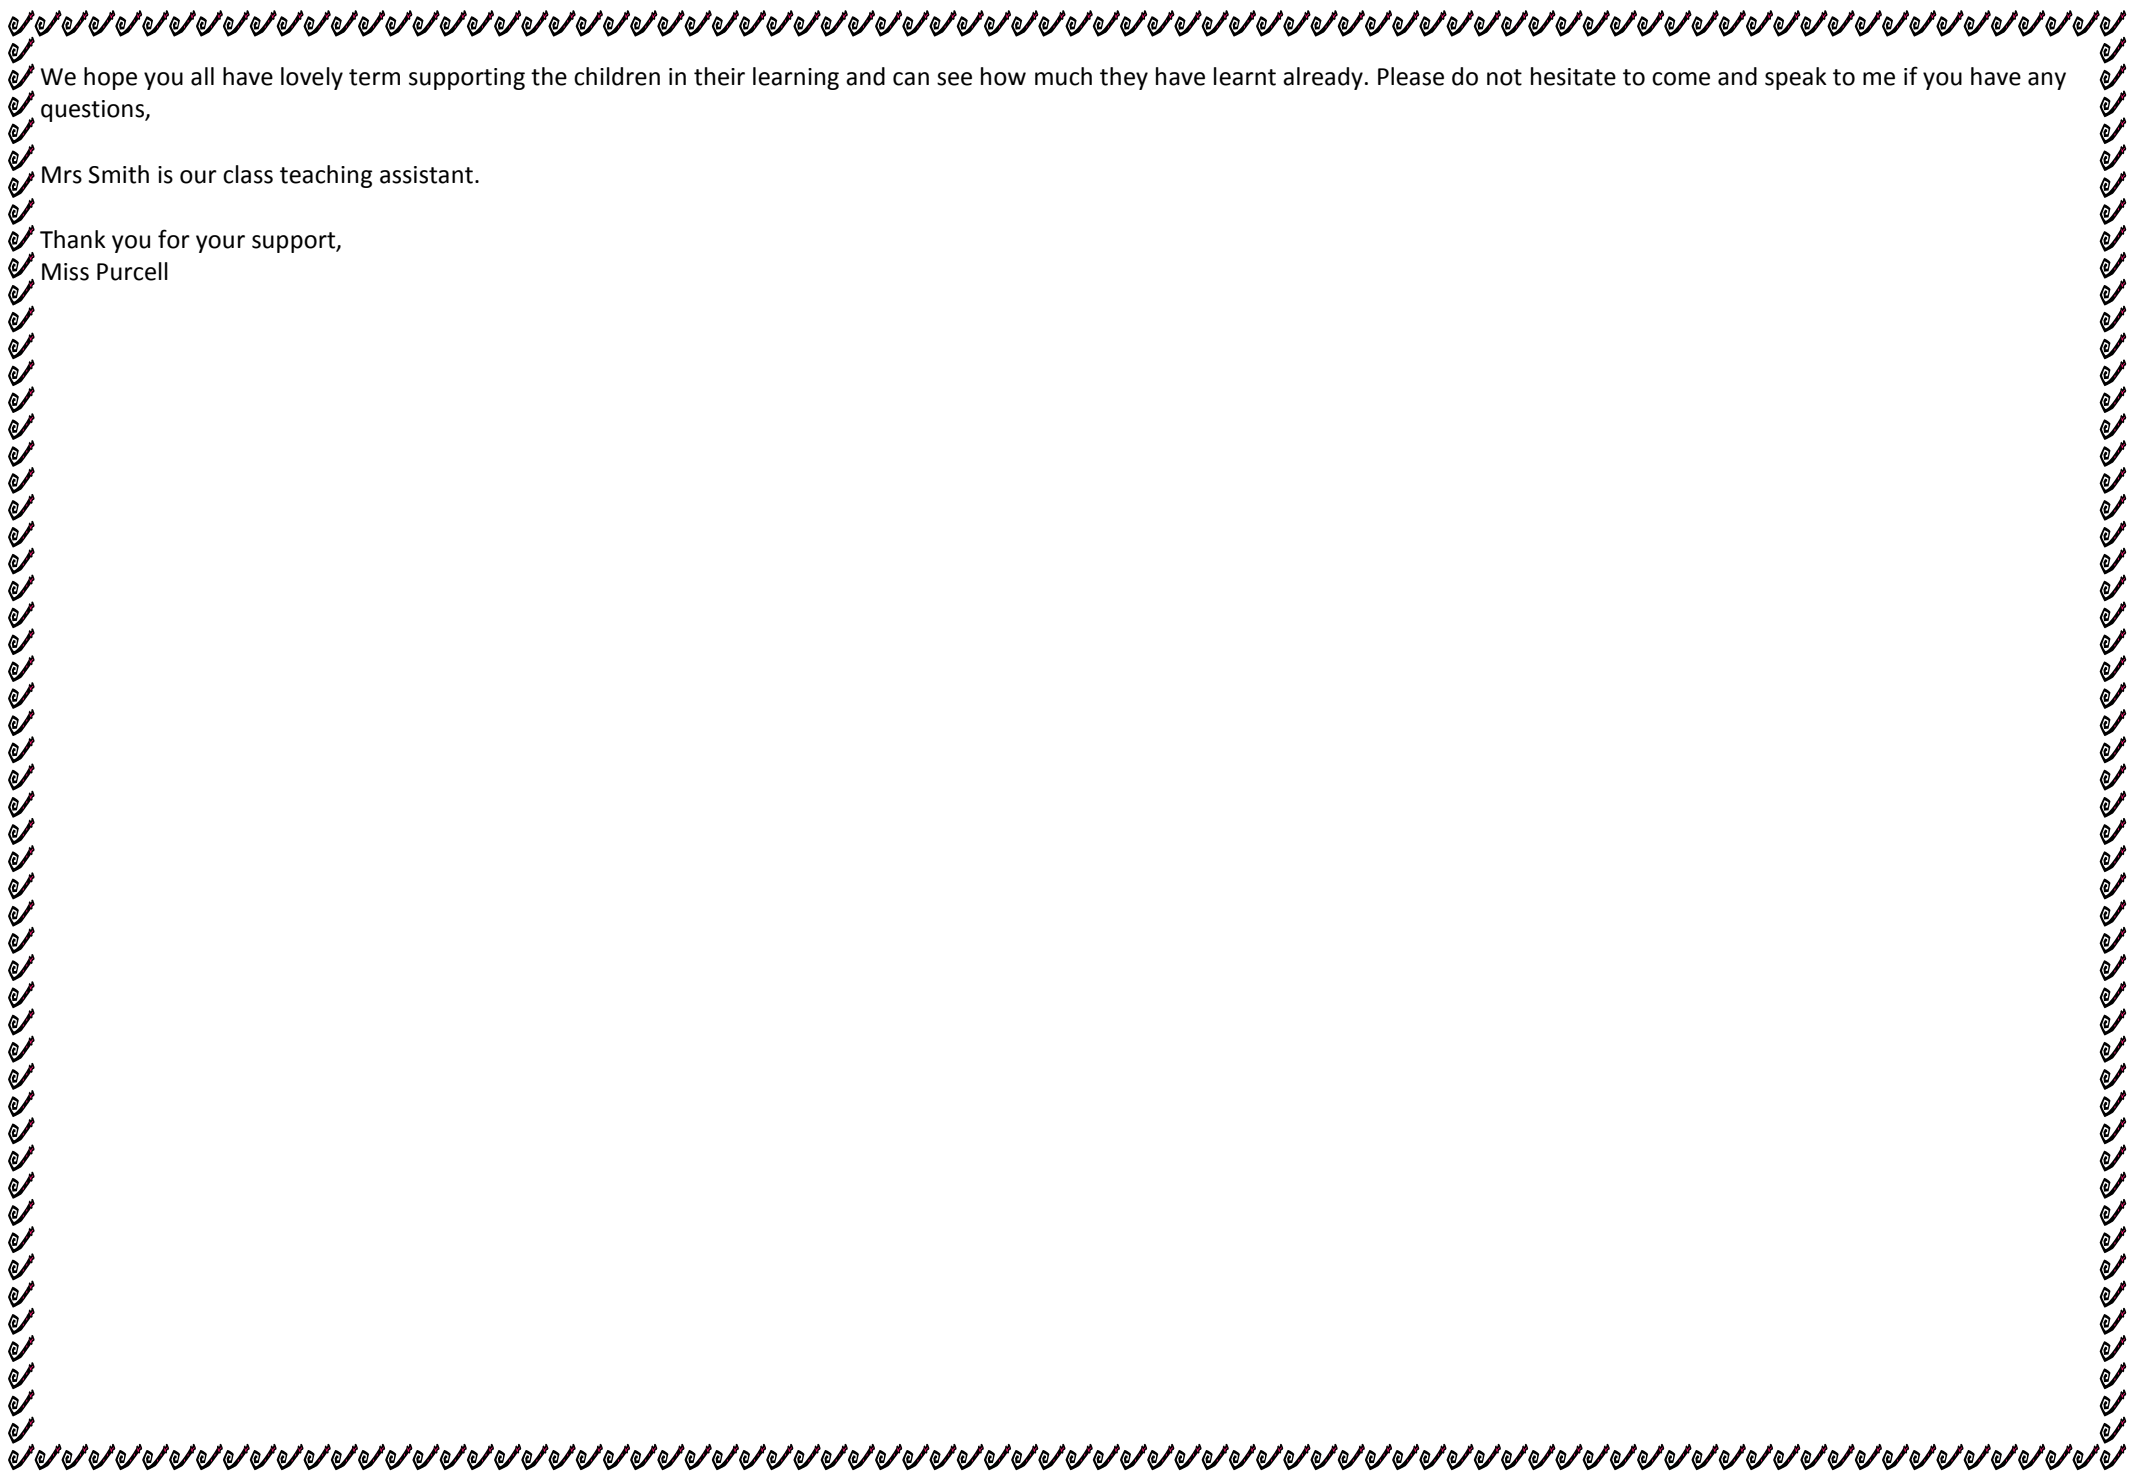 We hope you all have lovely term supporting the children in their learning and can see how much they have learnt already. Please do not hesitate to come and speak to me if you have any
questions,
Mrs Smith is our class teaching assistant.
Thank you for your support,
Miss Purcell